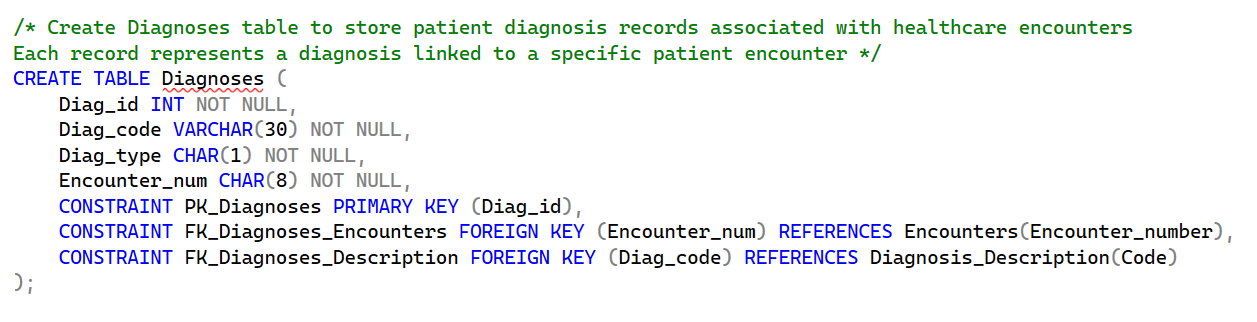 /* Create Diagnoses table to store patient diagnosis records associated with healthcare encounters
Each record represents a diagnosis linked to a specific patient encounter */
CREATE TABLE Diagnoses (
    Diag_id INT NOT NULL,
    Diag_code VARCHAR(30) NOT NULL,
    Diag_type CHAR(1) NOT NULL,
    Encounter_num CHAR(8) NOT NULL,
    CONSTRAINT PK_Diagnoses PRIMARY KEY (Diag_id),
    CONSTRAINT FK_Diagnoses_Encounters FOREIGN KEY (Encounter_num) REFERENCES Encounters(Encounter_number),
    CONSTRAINT FK_Diagnoses_Description FOREIGN KEY (Diag_code) REFERENCES Diagnosis_Description(Code)
);